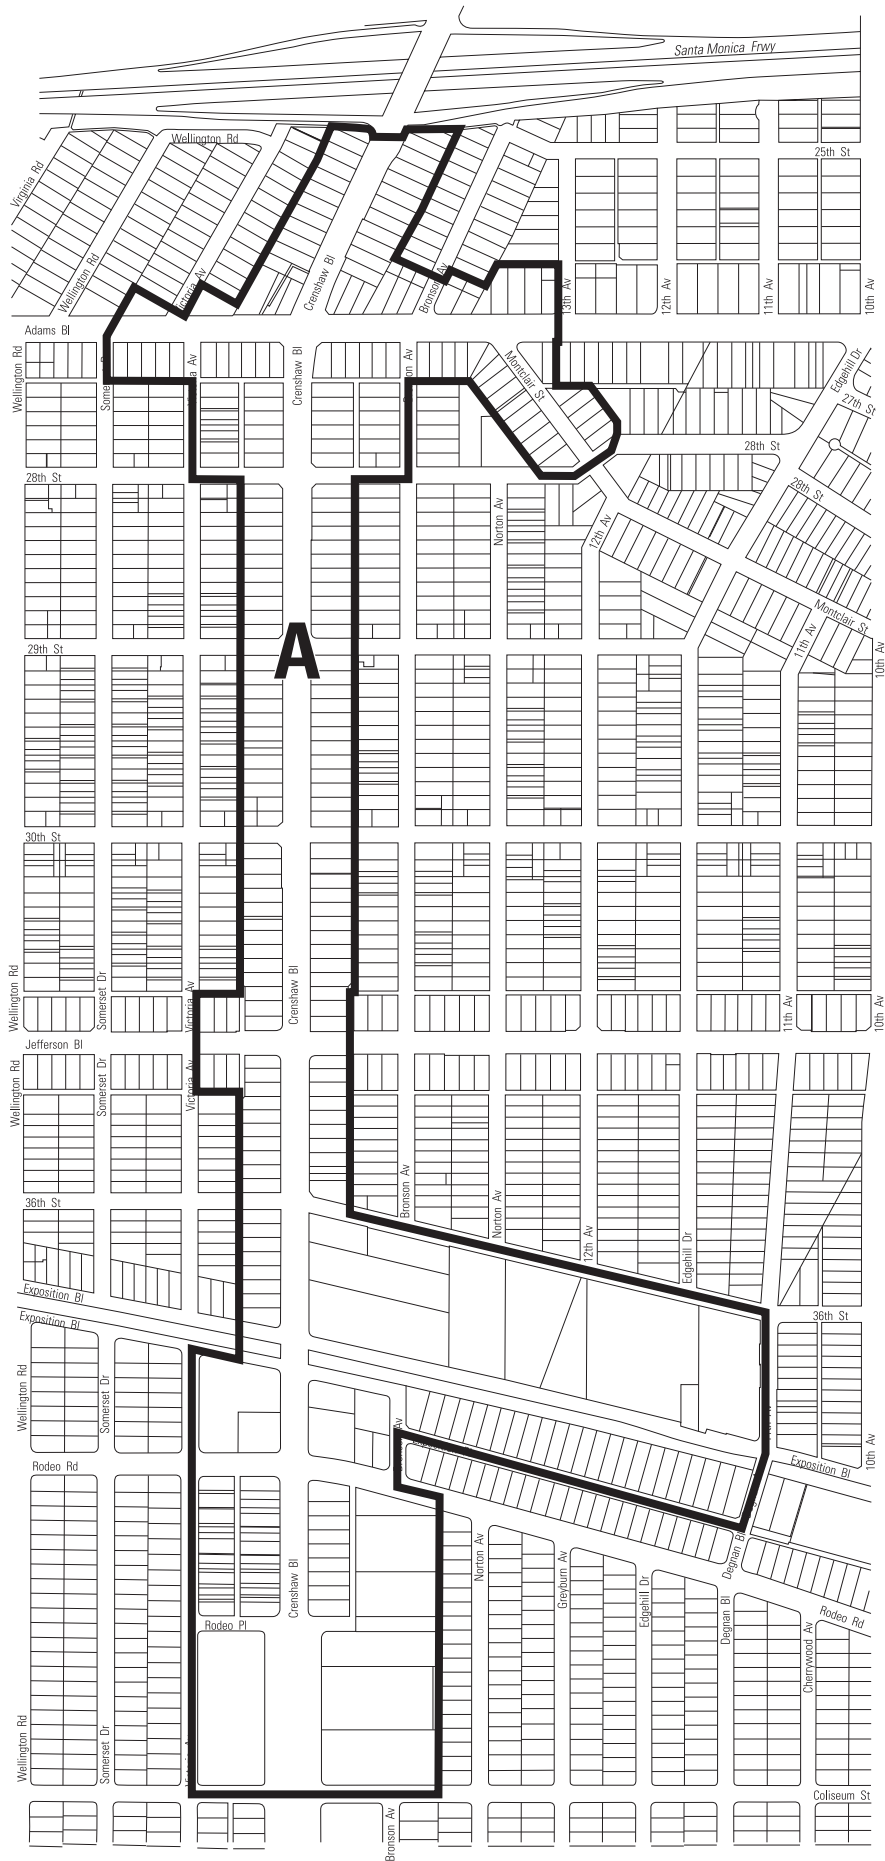 Santa Monica Frwy
Wellington Rd
25th St
Virginia Rd
Wellington Rd
Victoria Av
Crenshaw Bl
Bronson Av
13th Av
12th Av
11th Av
10th Av
Adams Bl
Wellington Rd
Crenshaw Bl
Montclair St
Edgehill Dr
27th St
28th St
28th St
28th St
Norton Av
12th Av
Montclair St
11th Av
10th Av
A
29th St
30th St
Wellington Rd
Somerset Dr
Victoria Av
Crenshaw Bl
11th Av
10th Av
Jefferson Bl
Wellington Rd
Somerset Dr
Victoria Av
36th St
Bronson Av
Norton Av
12th Av
Edgehill Dr
Exposition Bl
Exposition Bl
36th St
Wellington Rd
Somerset Dr
10th Av
Exposition Bl
Rodeo Rd
Crenshaw Bl
Norton Av
Greyburn Av
Edgehill Dr
Degnan Bl
Degnan Bl
Cherrywood Av
Rodeo Rd
Rodeo Pl
Wellington Rd
Somerset Dr
Coliseum St
Bronson Av